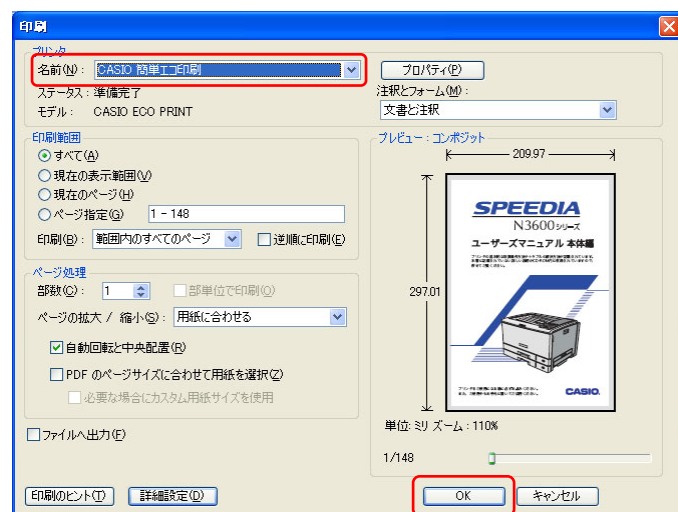 印刷
プリンタ
名前(N): CASIO 簡単エコ印刷
プロパティ(P)
ステータス: 準備完了
注釈とフォーム(M):
モデル: CASIO ECO PRINT
文書と注釈
印刷範囲
すべて(A)
現在の表示範囲(V)
現在のページ(H)
ページ指定(G) 1 - 148
印刷(B): 範囲内のすべてのページ
逆順に印刷(E)
ページ処理
部数(C): 1
部単位で印刷(O)
ページの拡大 / 縮小(S): 用紙に合わせる
自動回転と中央配置(R)
PDF のページサイズに合わせて用紙を選択(Z)
必要な場合にカスタム用紙サイズを使用
ファイルへ出力(F)
プレビュー: コンポジット
209.97
297.01
SPEEDIA
N3600シリーズ
ユーザーズマニュアル 本体編
CASIO.
単位: ミリ ズーム: 110%
1/148
印刷のヒント(T)
詳細設定(D)
OK
キャンセル